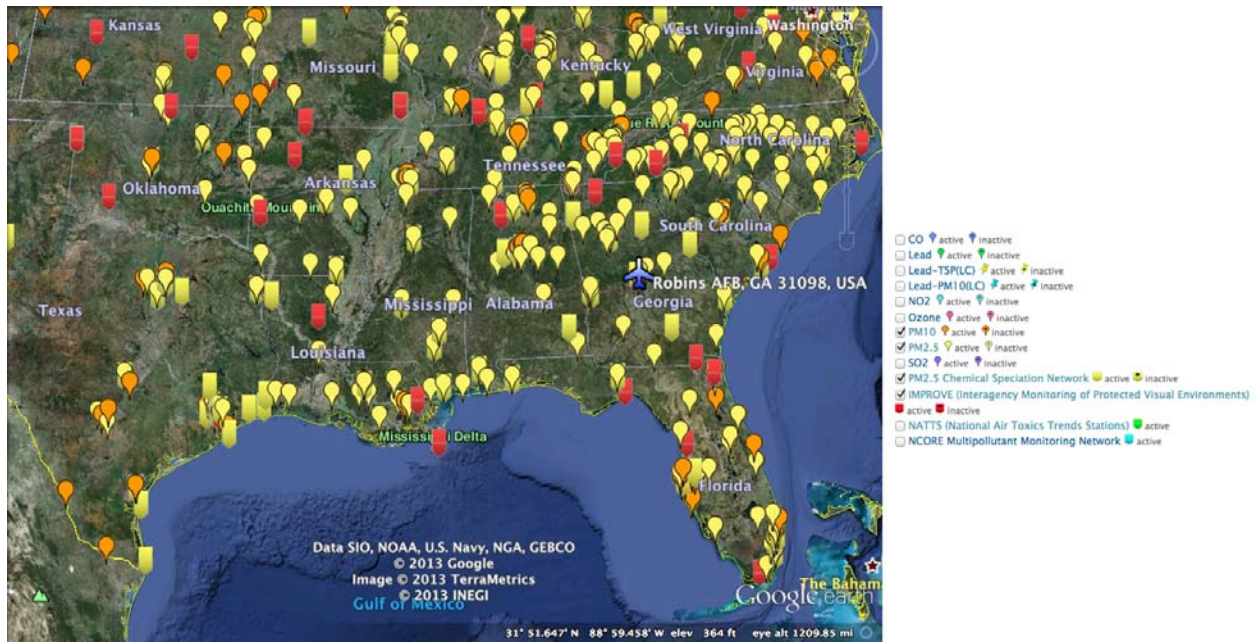 Kansas
West Virginia
Washington
Missouri
Kentucky
Virginia
North Carolina
Tennessee
Oklahoma
Arkansas
South Carolina
Robins AFB, GA 31098, USA
Texas
Mississippi
Alabama
Georgia
Louisiana
Mississippi Delta
Florida
Data SIO, NOAA, U.S. Navy, NGA, GEBCO
© 2013 Google
Image © 2013 TerraMetrics
© 2013 INEGI
Gulf of Mexico
The Baham
Google earth
31° 51.647' N 88° 59.458' W elev 364 ft eye alt 1209.85 mi
CO active inactive
Lead active inactive
Lead-TSP(LC) active inactive
Lead-PM10(LC) active inactive
NO2 active inactive
Ozone active inactive
PM10 active inactive
PM2.5 active inactive
SO2 active inactive
PM2.5 Chemical Speciation Network active inactive
IMPROVE (Interagency Monitoring of Protected Visual Environments)
active inactive
NATTS (National Air Toxics Trends Stations) active
NCORE Multipollutant Monitoring Network active